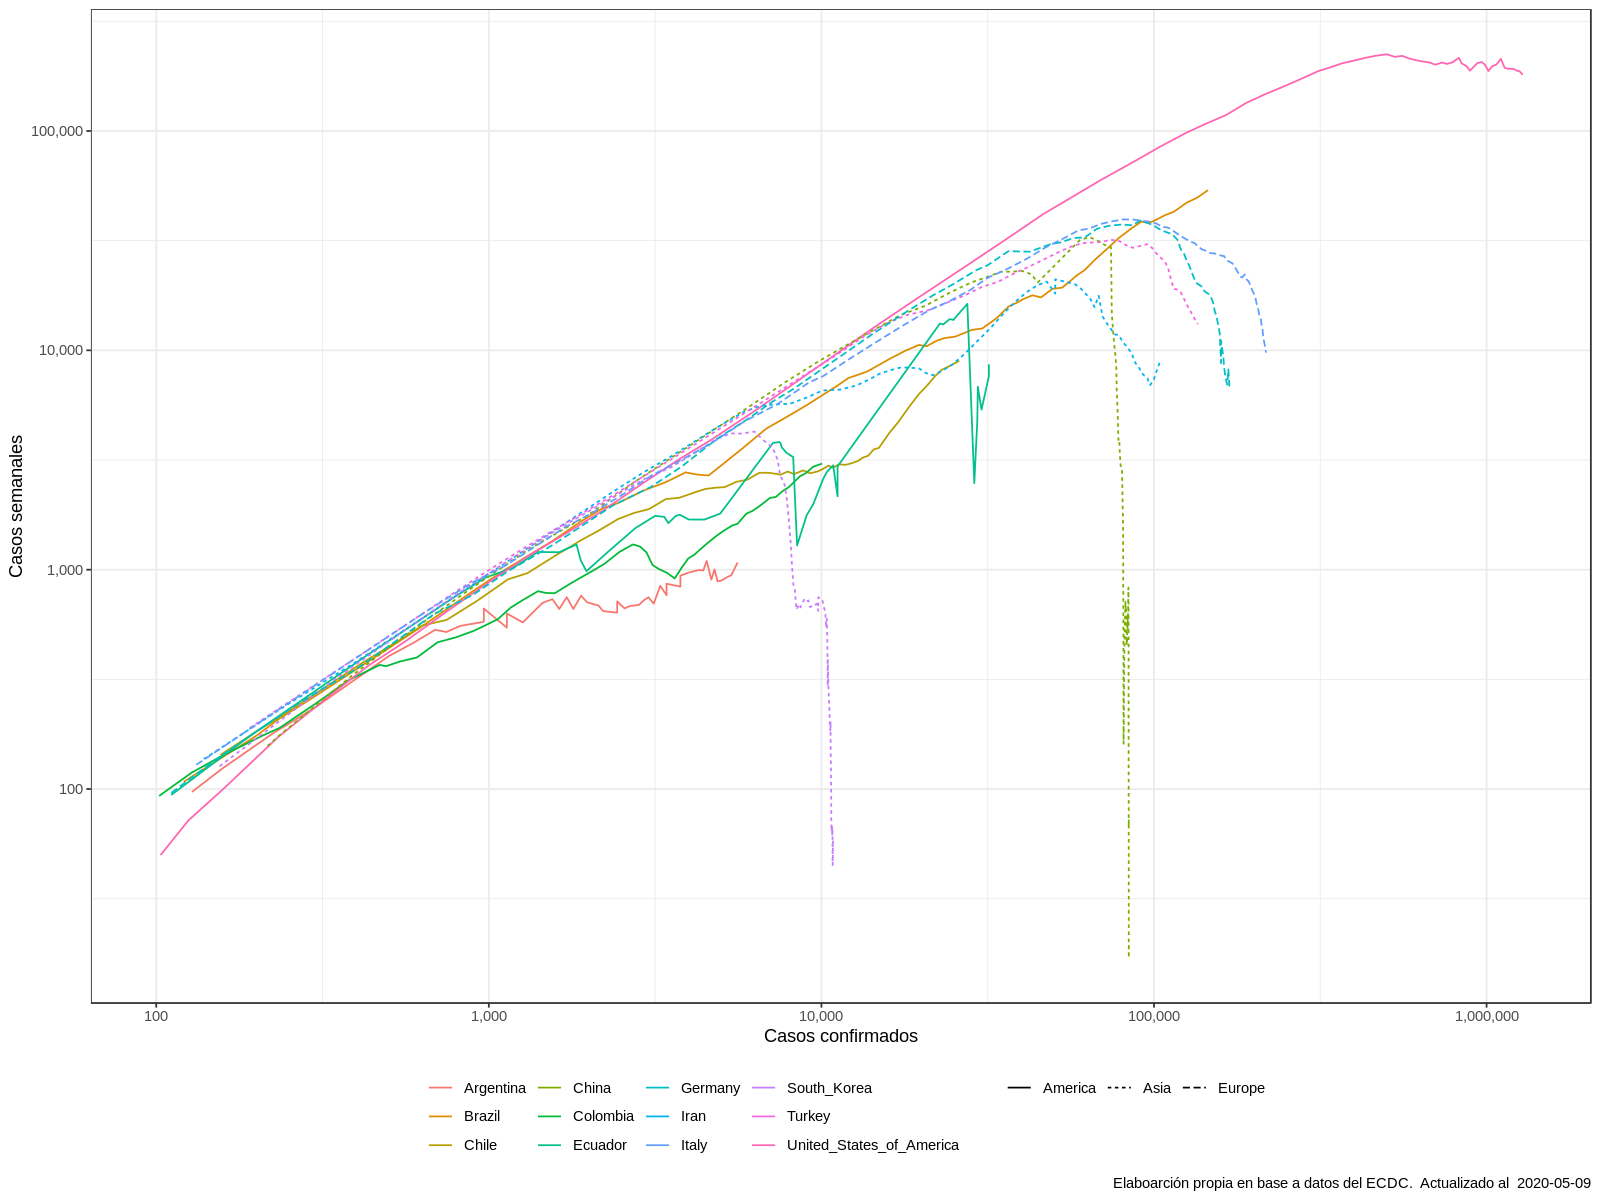 100,000
10,000
1,000
100
Casos semanales
100 1,000 10,000 100,000 1,000,000
Casos confirmados
Argentina China Germany South_Korea America Asia Europe
Brazil Colombia Iran Turkey
Chile Ecuador Italy United_States_of_America
Elaboarción propia en base a datos del ECDC. Actualizado al 2020-05-09